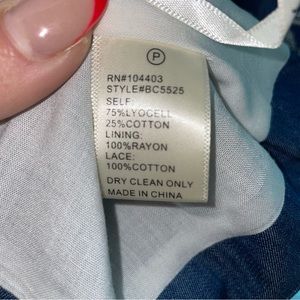 P
RN#104403
STYLE#BC5525
SELF:
75%LYOCELL
25%COTTON
LINING:
100%RAYON
LACE:
100%COTTON
DRY CLEAN ONLY
MADE IN CHINA